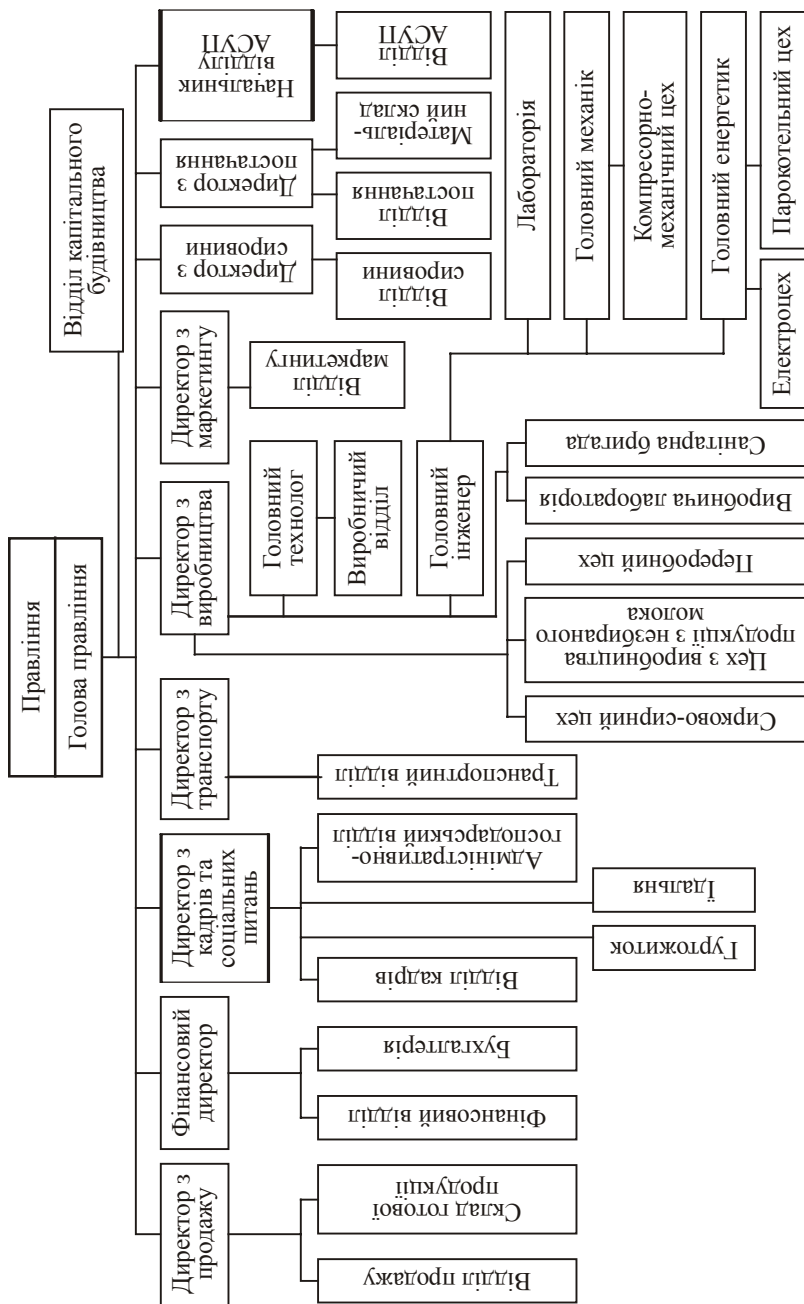 Правління
Голова правління
Відділ капітального
будівництва
Директор з
продажу
Фінансовий
директор
Директор з
кадрів та
соціальних
питань
Директор з
транспорту
Директор з
виробництва
Директор з
маркетингу
Директор з
сировини
Директор з
постачання
Начальник
відділу
АСУП
Відділ продажу
Склад готової
продукції
Фінансовий відділ
Бухгалтерія
Відділ кадрів
Гуртожиток
Їдальня
Адміністративно-
господарський відділ
Транспортний відділ
Головний
технолог
Виробничий
відділ
Головний
інженер
Сирково-сирний цех
Цех з виробництва
продукції з незбираного
молока
Переробний цех
Виробнича лабораторія
Санітарна бригада
Відділ
маркетингу
Відділ
сировини
Відділ
постачання
Матеріаль-
ний склад
Відділ
АСУП
Лабораторія
Головний механік
Компресорно-
механічний цех
Головний енергетик
Електроцех
Парокотельний цех